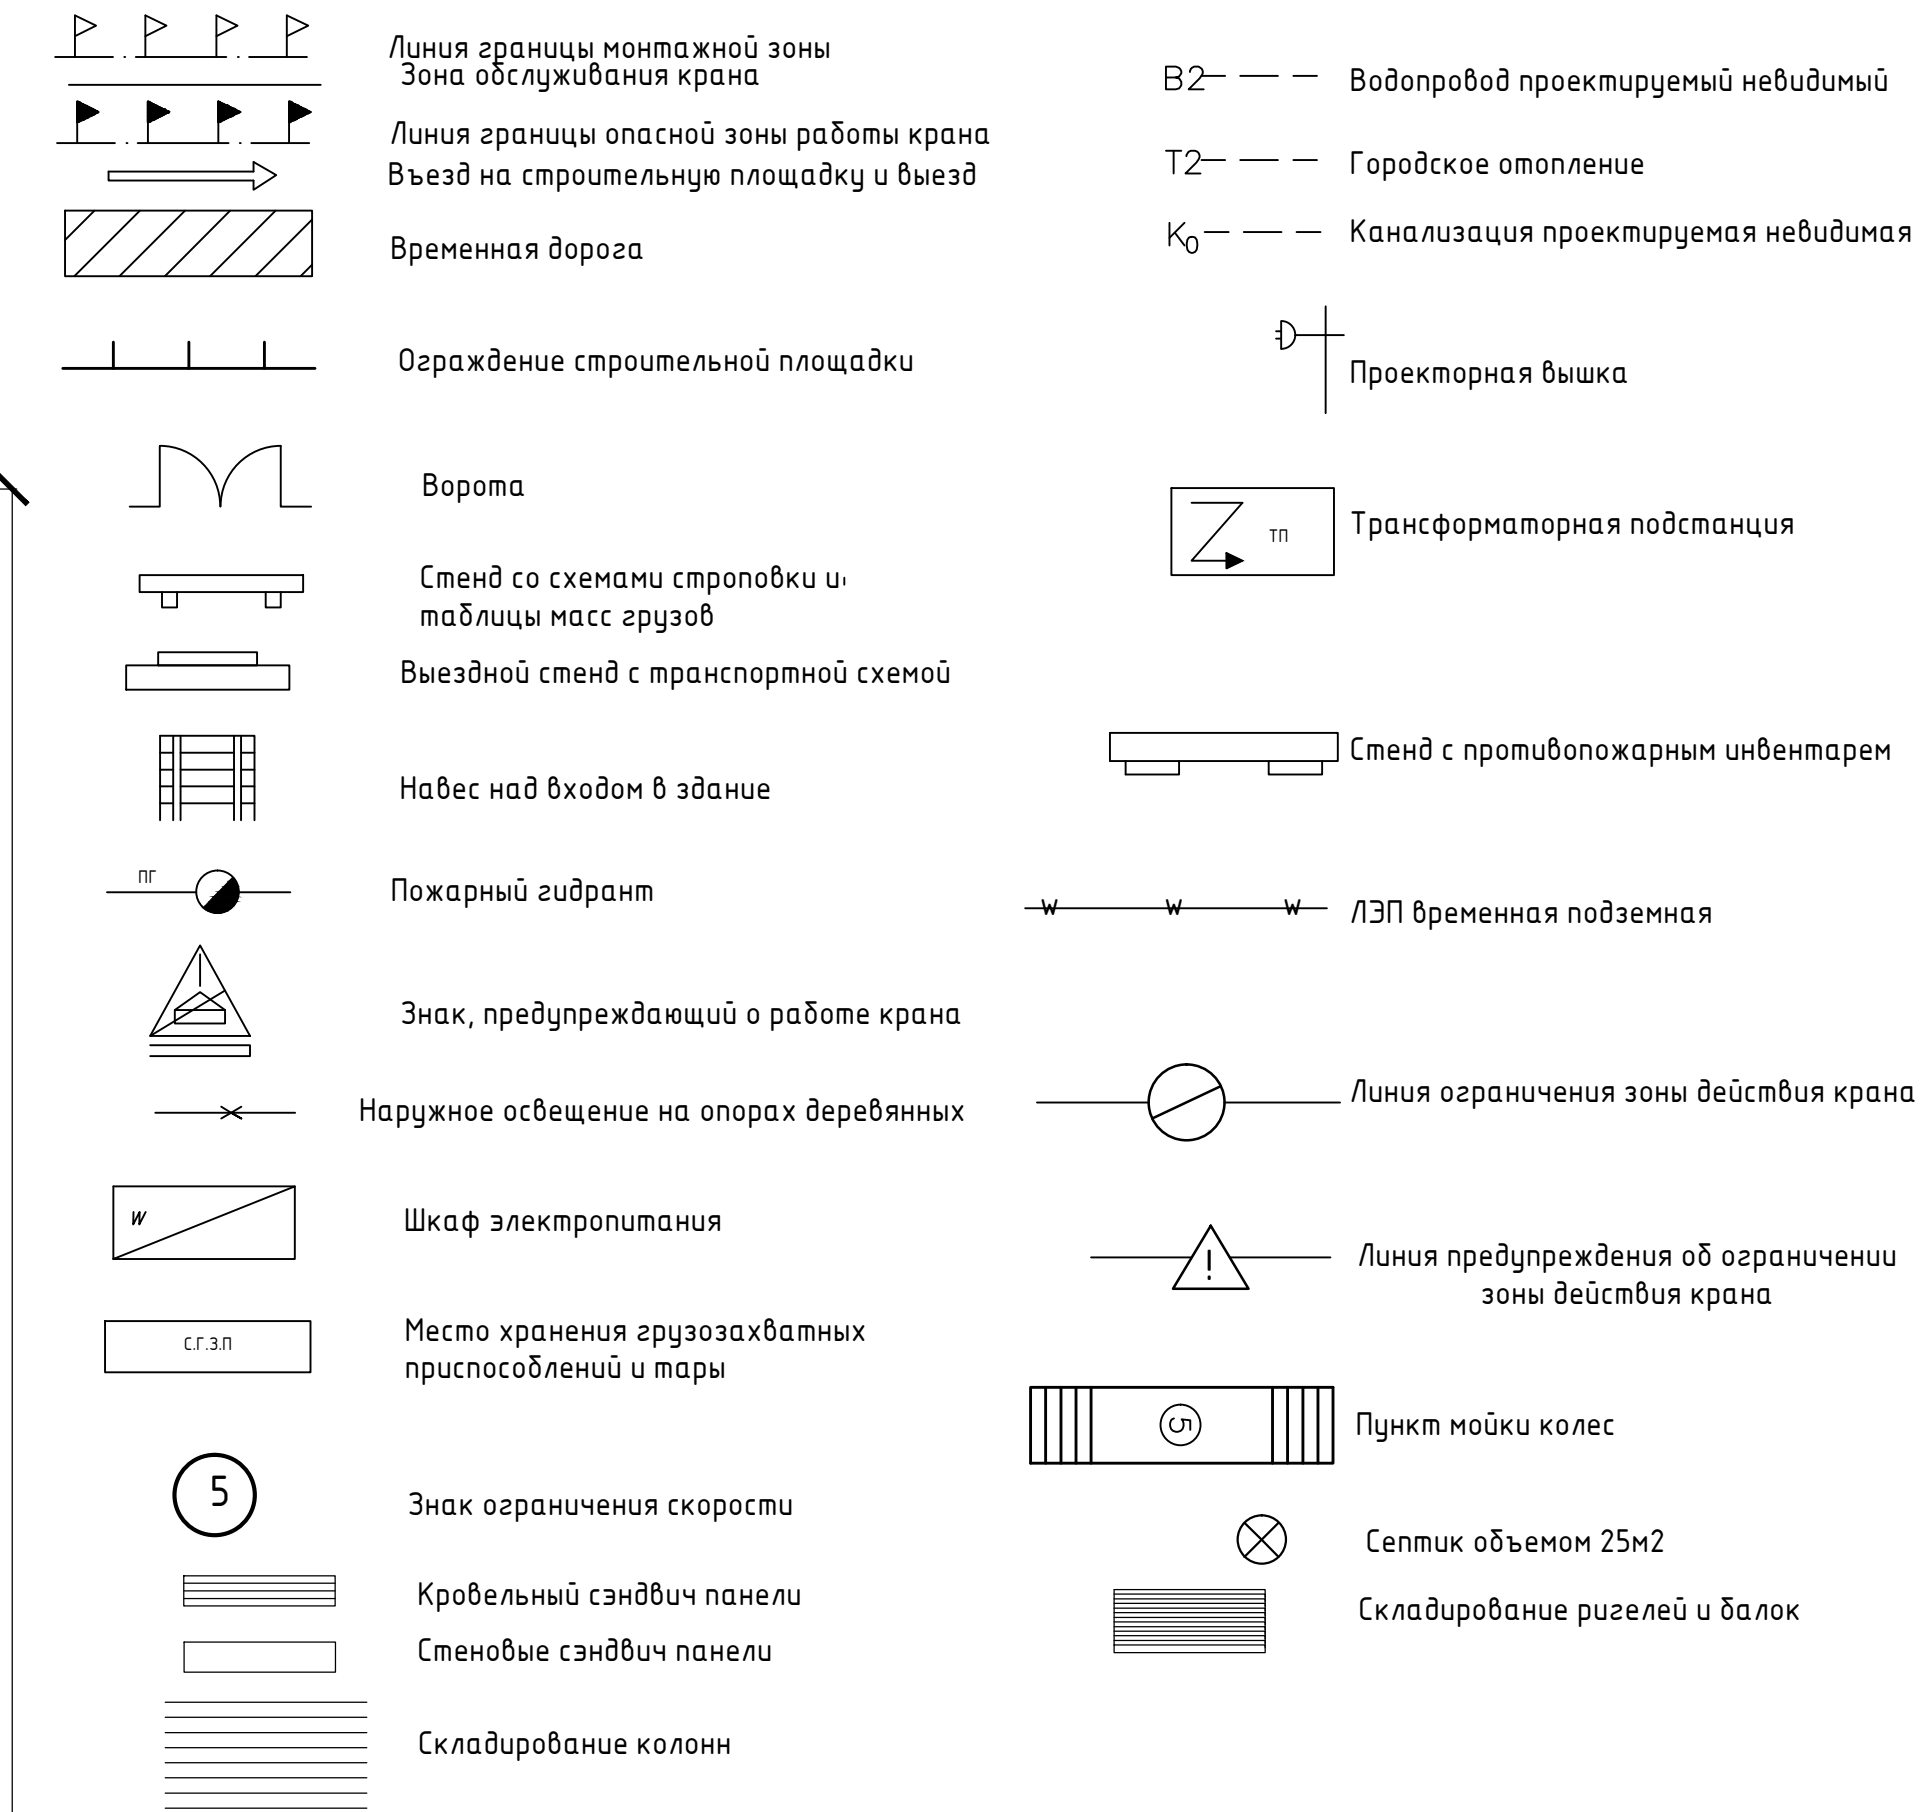 Линия границы монтажной зоны
Зона обслуживания крана
Линия границы опасной зоны работы крана
Въезд на строительную площадку и выезд
Временная дорога
Ограждение строительной площадки
Ворота
Стенд со схемами строповки и
таблицы масс грузов
Выездной стенд с транспортной схемой
Навес над входом в здание
ПГ
Пожарный гидрант
Знак, предупреждающий о работе крана
Наружное освещение на опорах деревянных
W
Шкаф электропитания
С.Г.З.П
Место хранения грузозахватных
приспособлений и тары
5
Знак ограничения скорости
Кровельный сэндвич панели
Стеновые сэндвич панели
Складирование колонн
В2
Водопровод проектируемый невидимый
Т2
Городское отопление
К0
Канализация проектируемая невидимая
Проекторная вышка
ТП
Трансформаторная подстанция
Стенд с противопожарным инвентарем
W W W
ЛЭП временная подземная
Линия ограничения зоны действия крана
!
Линия предупреждения об ограничении
зоны действия крана
5
Пункт мойки колес
Септик объемом 25м2
Складирование ригелей и балок